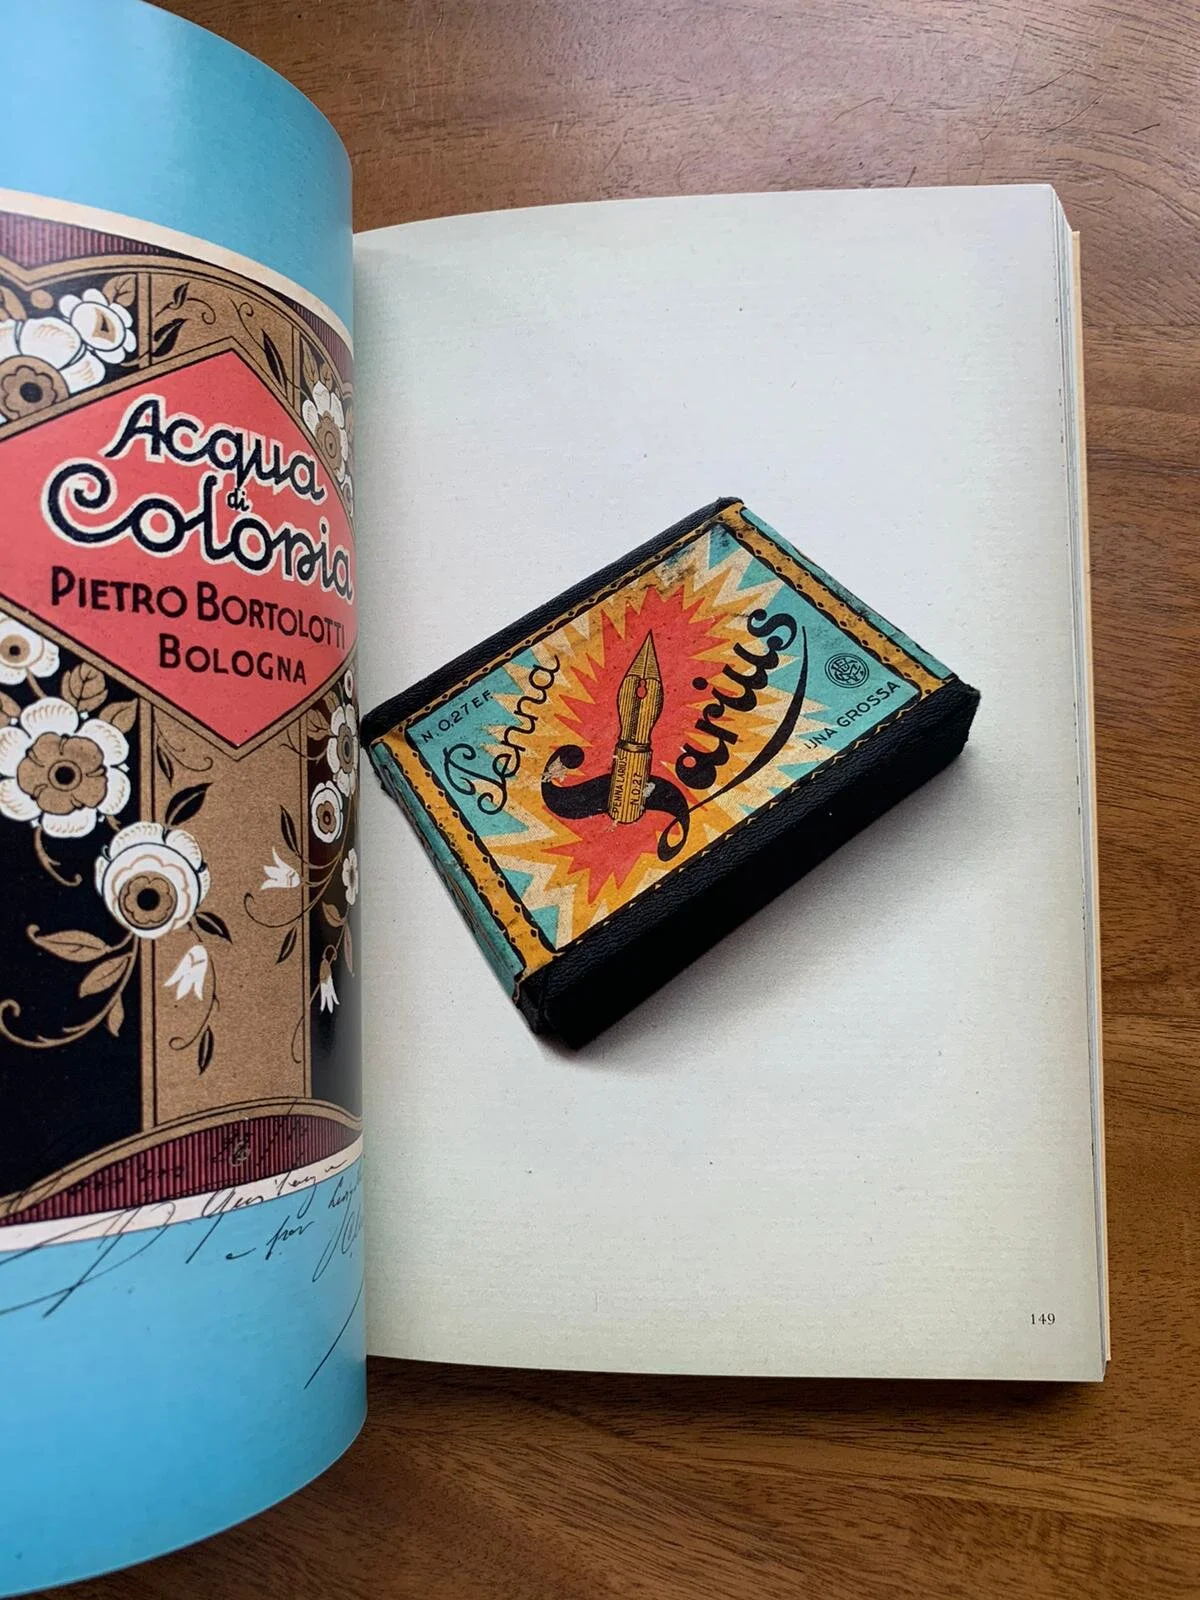 Acqua
di
Colonia
PIETRO BORTOLOTTI
BOLOGNA
N. 0.27 EF.
Penna
Larius
PENNA LARIUS
N. 0.27
UNA GROSSA
149